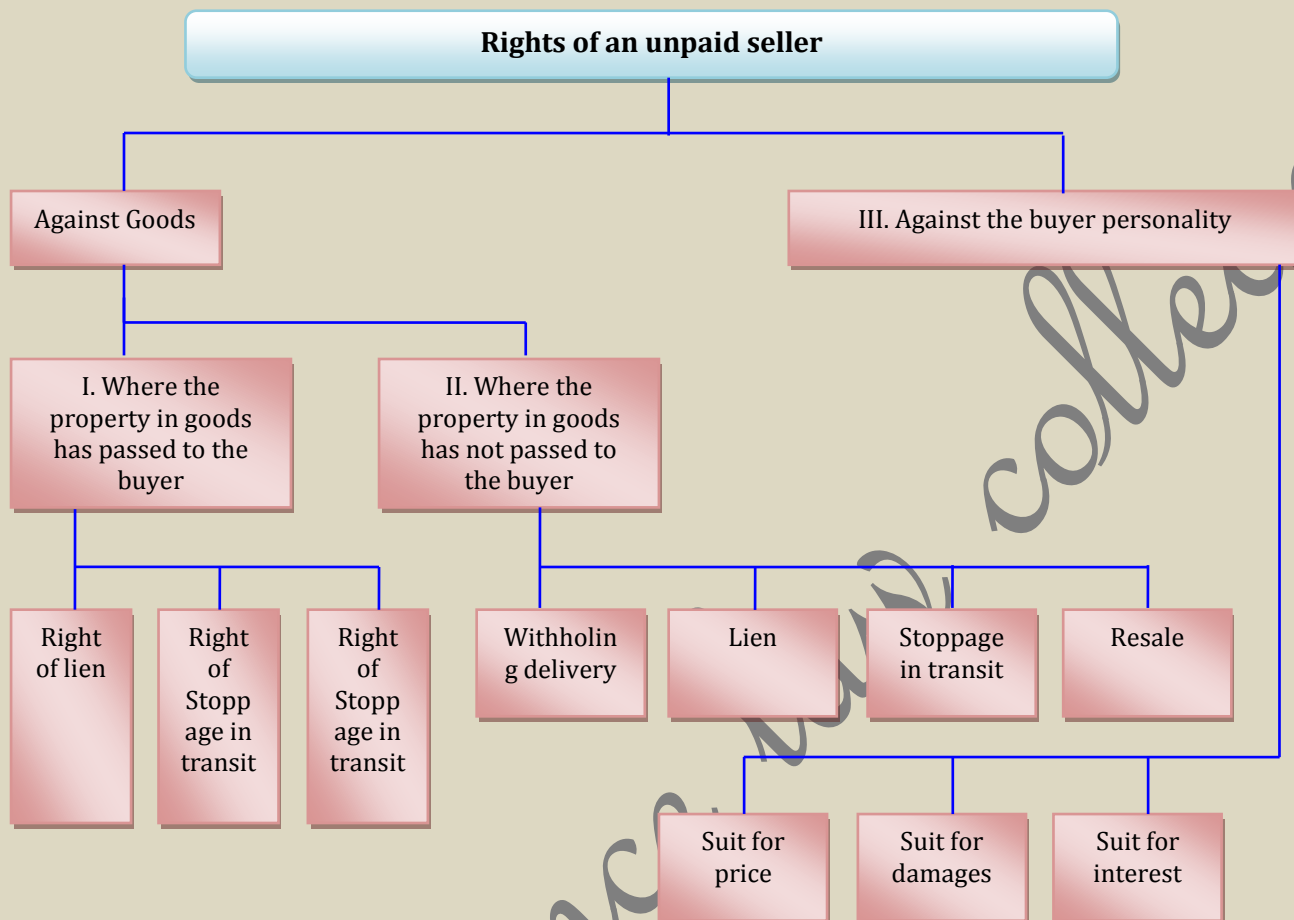 Rights of an unpaid seller
Against Goods
III. Against the buyer personality
I. Where the
property in goods
has passed to the
buyer
II. Where the
property in goods
has not passed to
the buyer
Right
of lien
Right
of
Stopp
age in
transit
Right
of
Stopp
age in
transit
Withholin
g delivery
Lien
Stoppage
in transit
Resale
Suit for
price
Suit for
damages
Suit for
interest
law